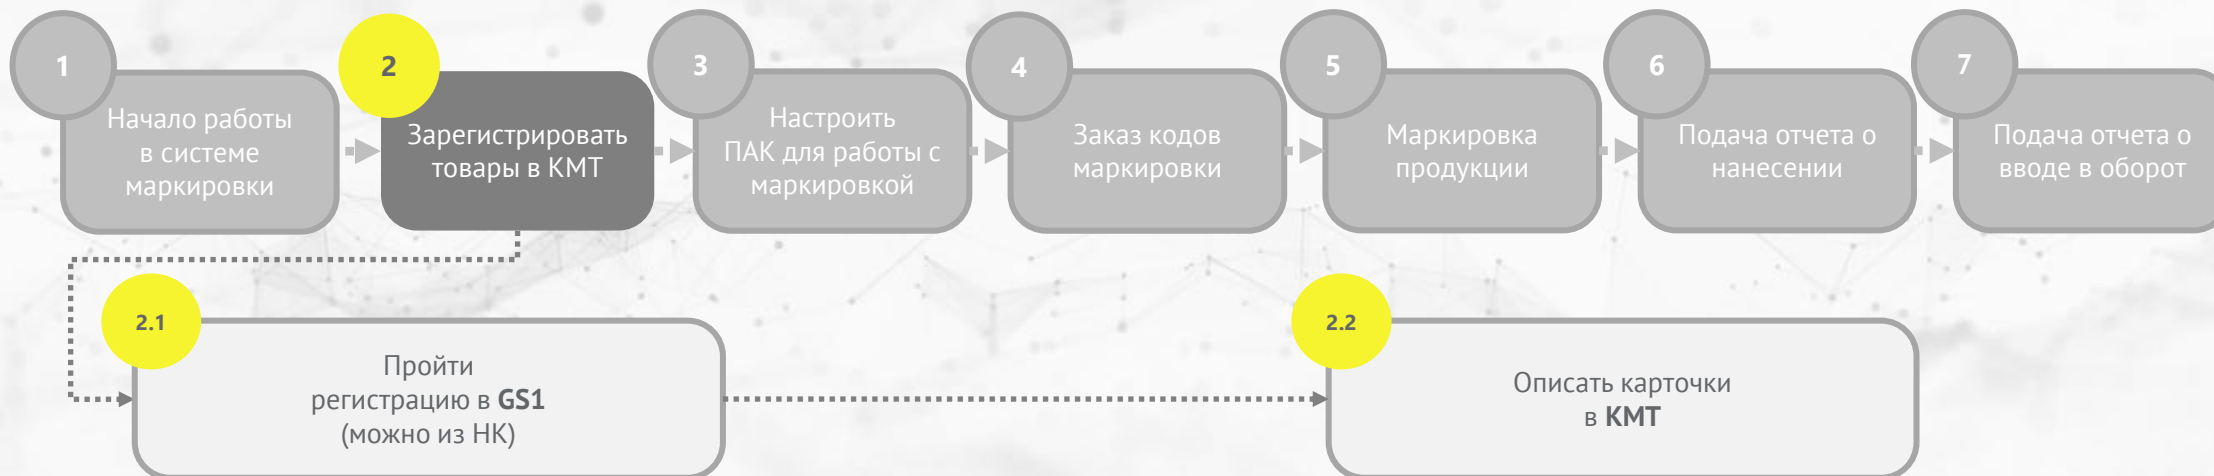 1
Начало работы
в системе
маркировки
2
Зарегистрировать
товары в КМТ
3
Настроить
ПАК для работы с
маркировкой
4
Заказ кодов
маркировки
5
Маркировка
продукции
6
Подача отчета о
нанесении
7
Подача отчета о
вводе в оборот
2.1
Пройти
регистрацию в GS1
(можно из НК)
2.2
Описать карточки
в КМТ